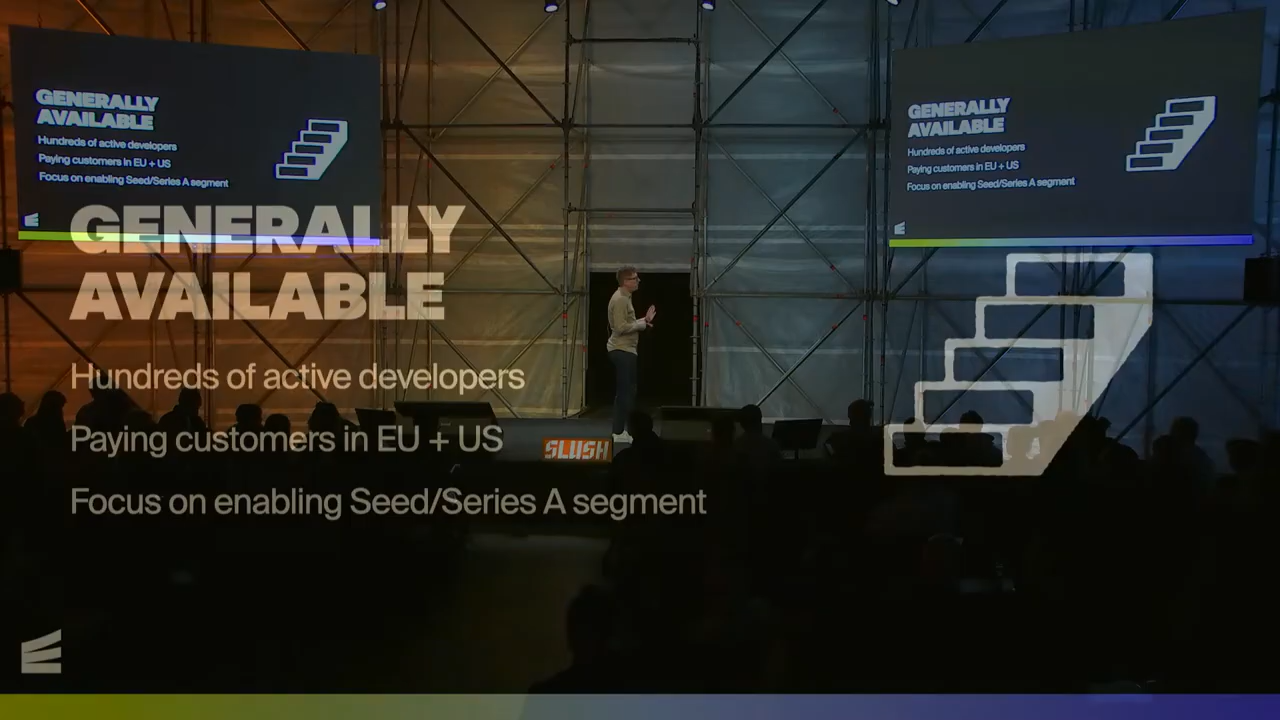 GENERALLY
AVAILABLE
Hundreds of active developers
Paying customers in EU + US
Focus on enabling Seed/Series A segment
GENERALLY
AVAILABLE
Hundreds of active developers
Paying customers in EU + US
Focus on enabling Seed/Series A segment
GENERALLY
AVAILABLE
Hundreds of active developers
Paying customers in EU + US
Focus on enabling Seed/Series A segment
SLUSH